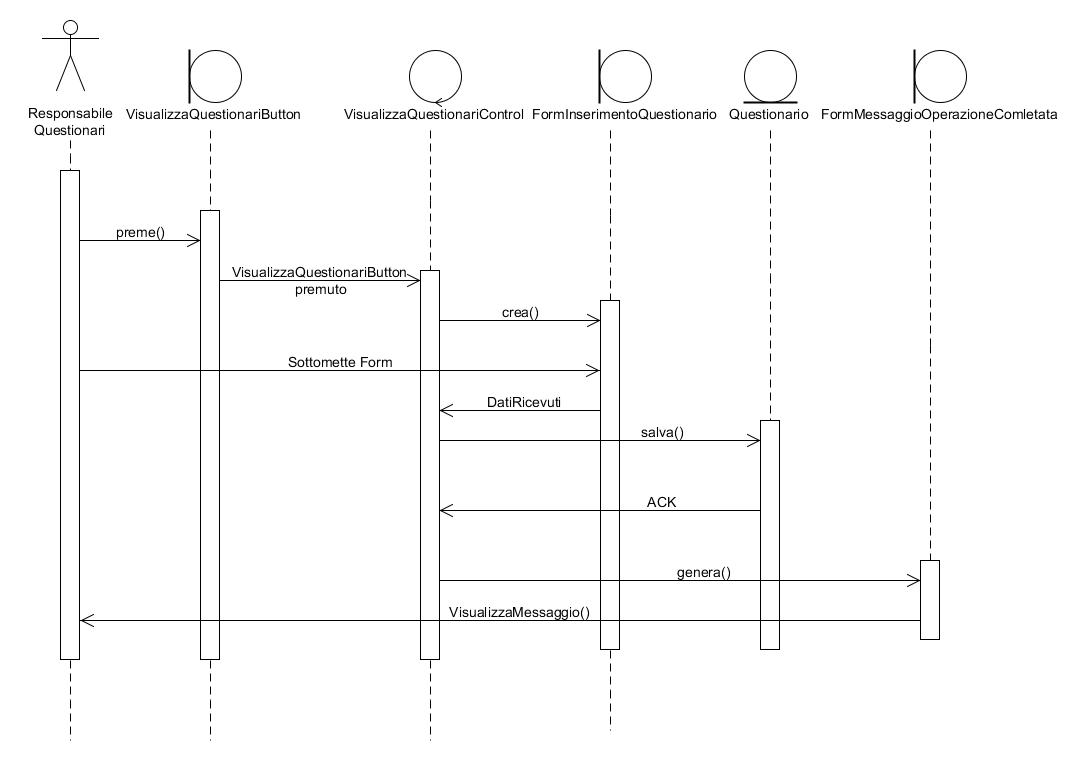 Responsabile
Questionari
VisualizzaQuestionariButton
VisualizzaQuestionariControl
FormInserimentoQuestionario
Questionario
FormMessaggioOperazioneComletata
preme()
VisualizzaQuestionariButton
premuto
crea()
Sottomette Form
DatiRicevuti
salva()
ACK
genera()
VisualizzaMessaggio()